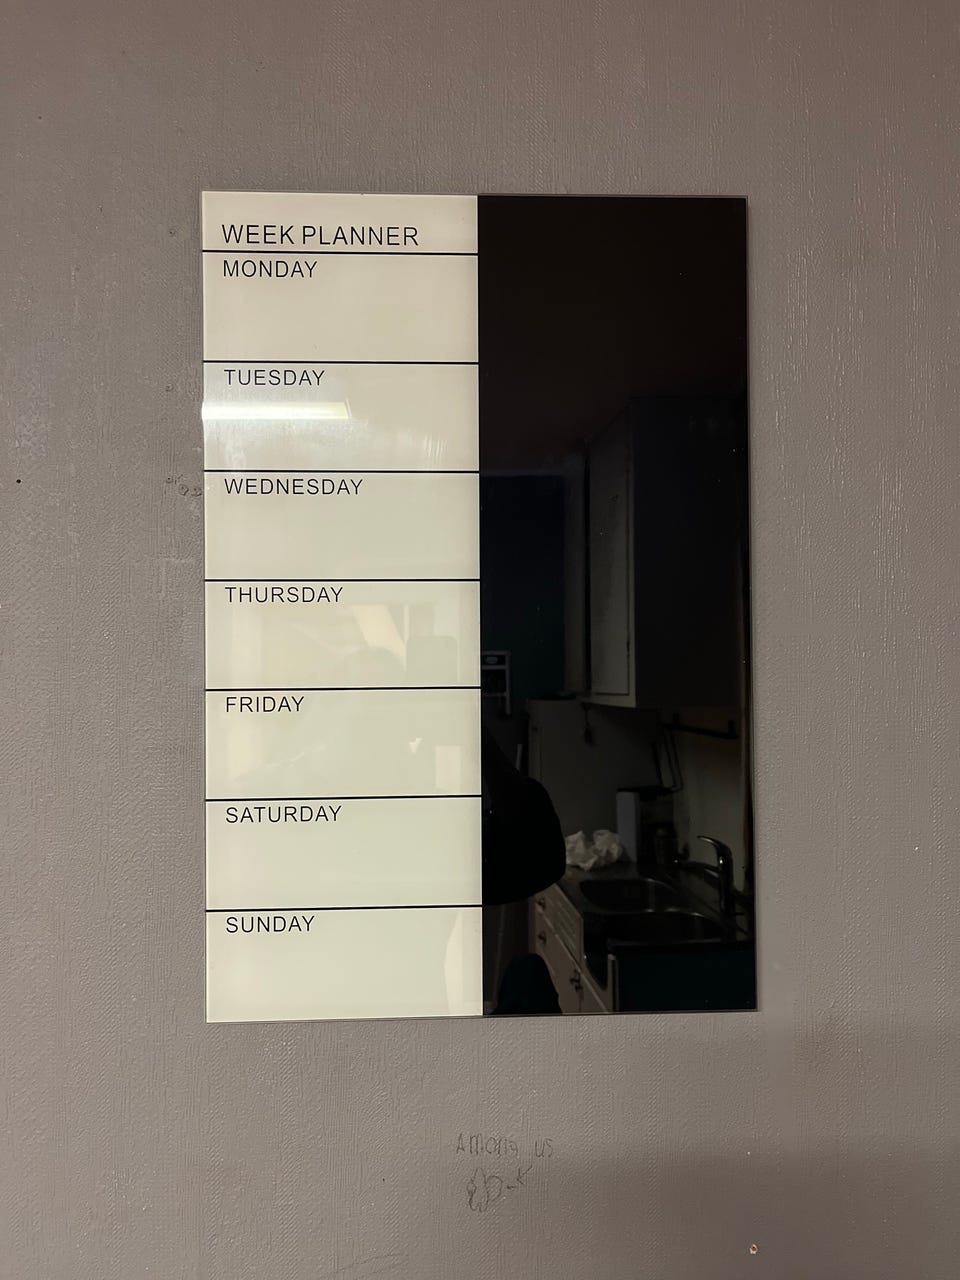 WEEK PLANNER
MONDAY
TUESDAY
WEDNESDAY
THURSDAY
FRIDAY
SATURDAY
SUNDAY
AMONG US